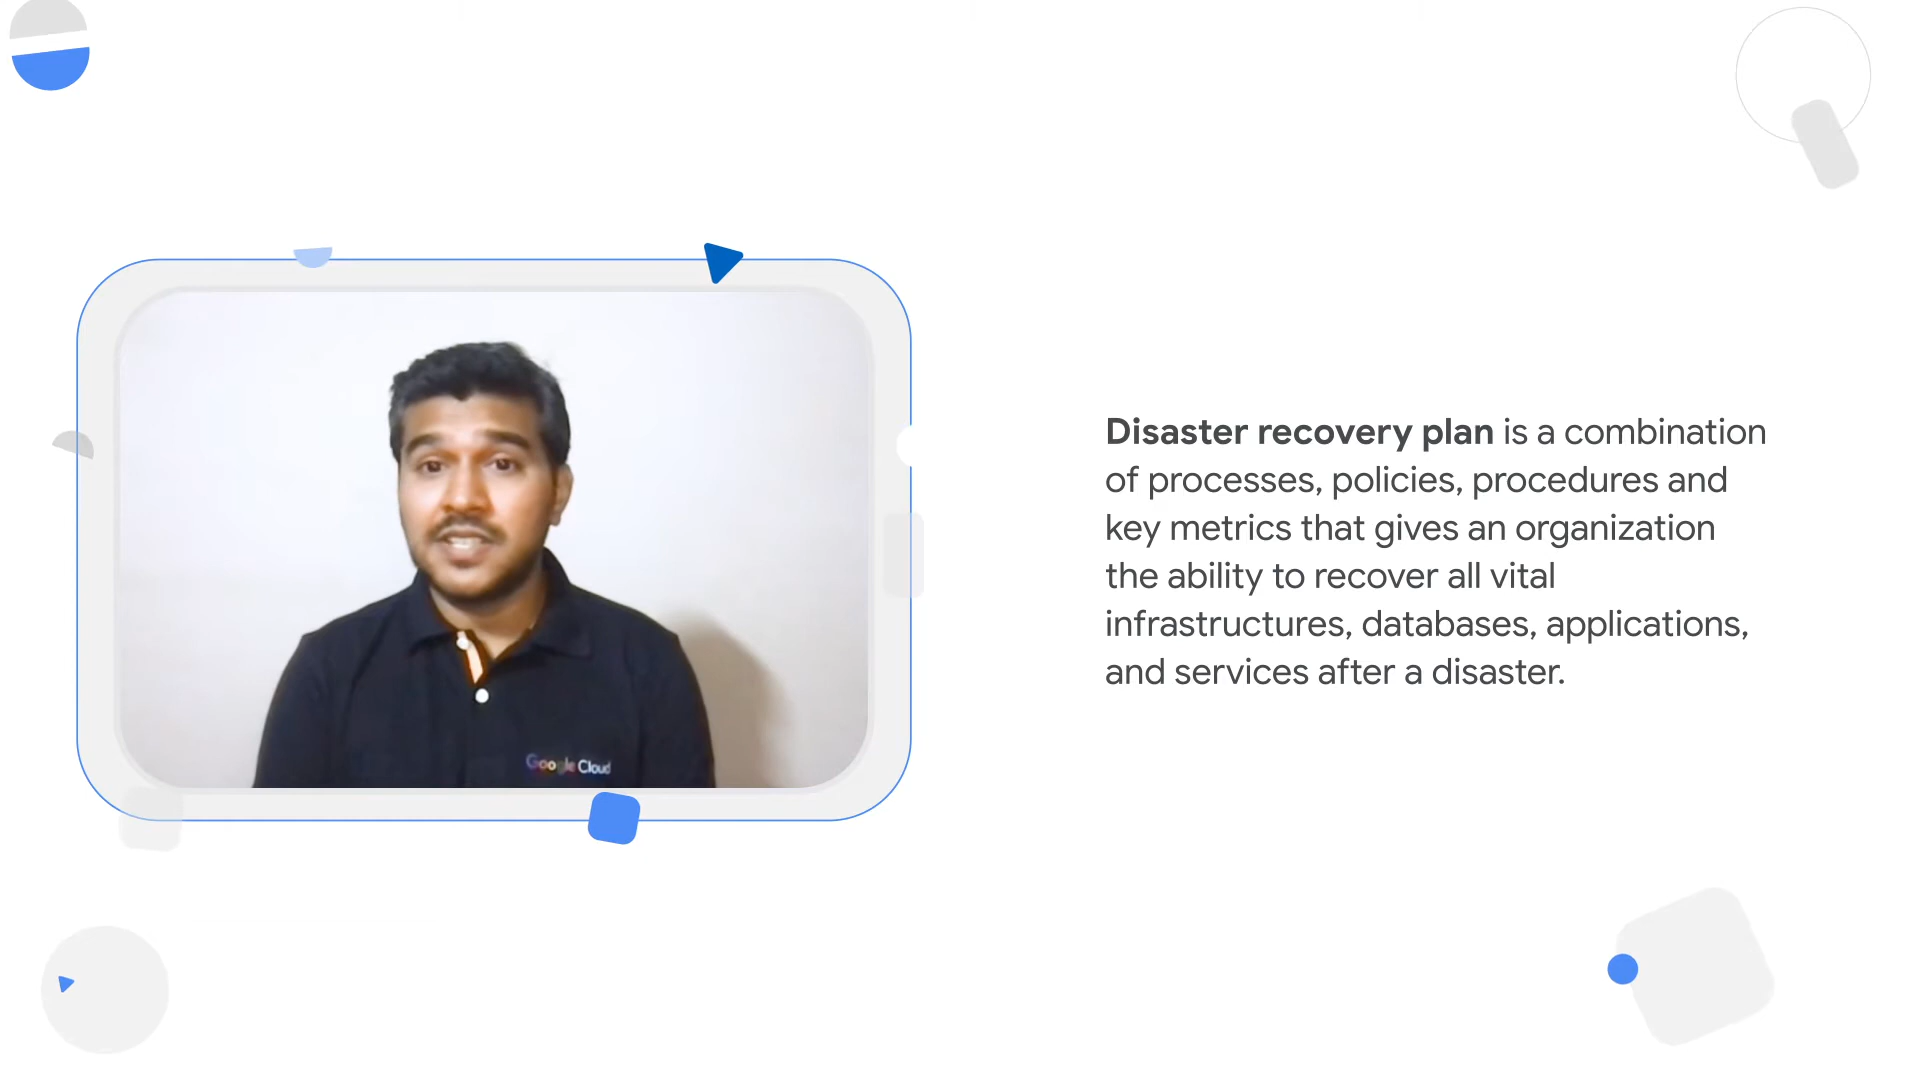 Google Cloud
Disaster recovery plan is a combination
of processes, policies, procedures and
key metrics that gives an organization
the ability to recover all vital
infrastructures, databases, applications,
and services after a disaster.